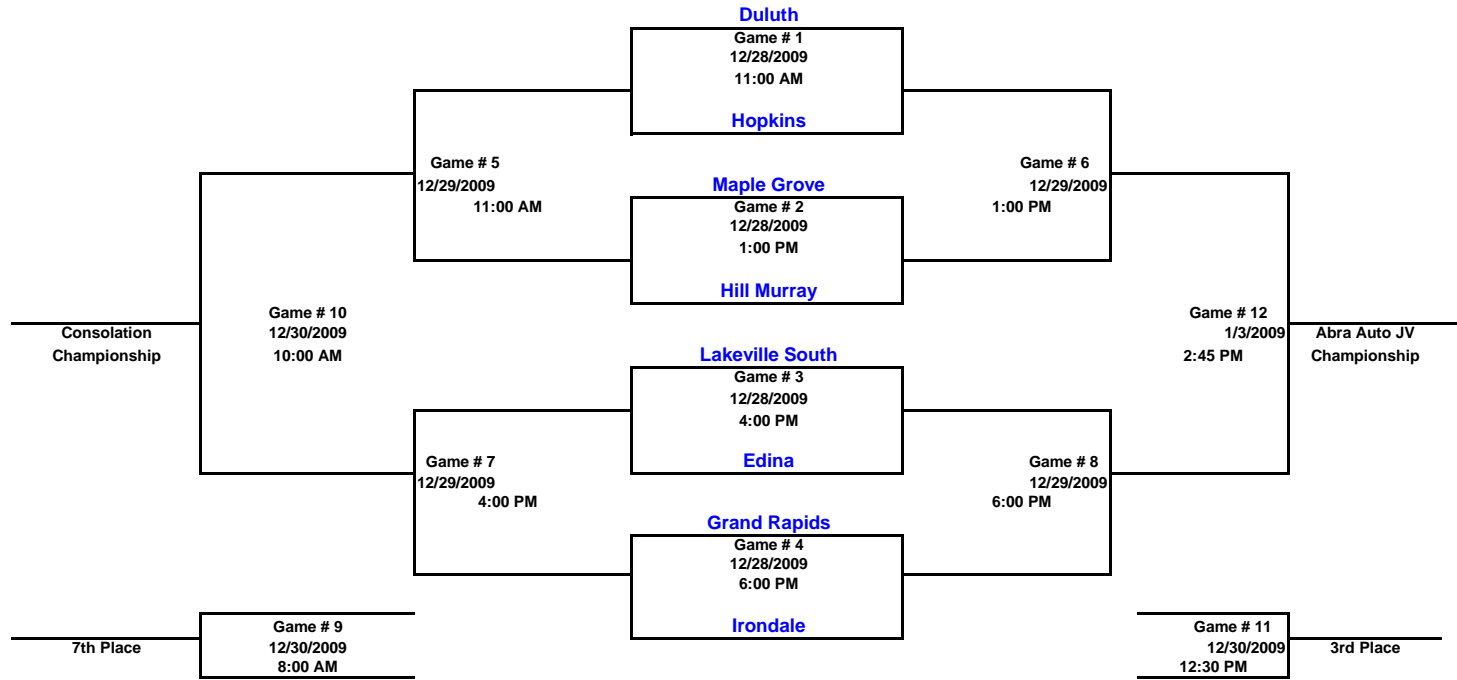 Duluth
Game # 1
12/28/2009
11:00 AM
Hopkins
Game # 5
12/29/2009
11:00 AM
Game # 6
12/29/2009
1:00 PM
Maple Grove
Game # 2
12/28/2009
1:00 PM
Hill Murray
Game # 10
12/30/2009
10:00 AM
Consolation
Championship
Game # 12
1/3/2009
2:45 PM
Abra Auto JV
Championship
Lakeville South
Game # 3
12/28/2009
4:00 PM
Edina
Game # 7
12/29/2009
4:00 PM
Game # 8
12/29/2009
6:00 PM
Grand Rapids
Game # 4
12/28/2009
6:00 PM
Irondale
7th Place
Game # 9
12/30/2009
8:00 AM
Game # 11
12/30/2009
12:30 PM
3rd Place